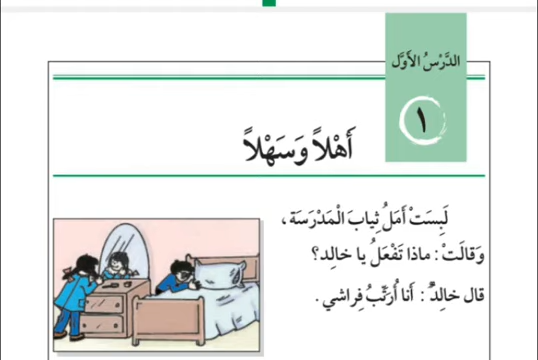 الدَّرْسُ الأَوَّل
١
أَهْلاً وَسَهْلاً
لَبِسَتْ أَمَلُ ثِيابَ الْمَدْرَسَة ،
وَقالَتْ : ماذا تَفْعَلُ يا خالِد؟
قال خالِدٌ : أَنا أُرَتِّبُ فِراشي .